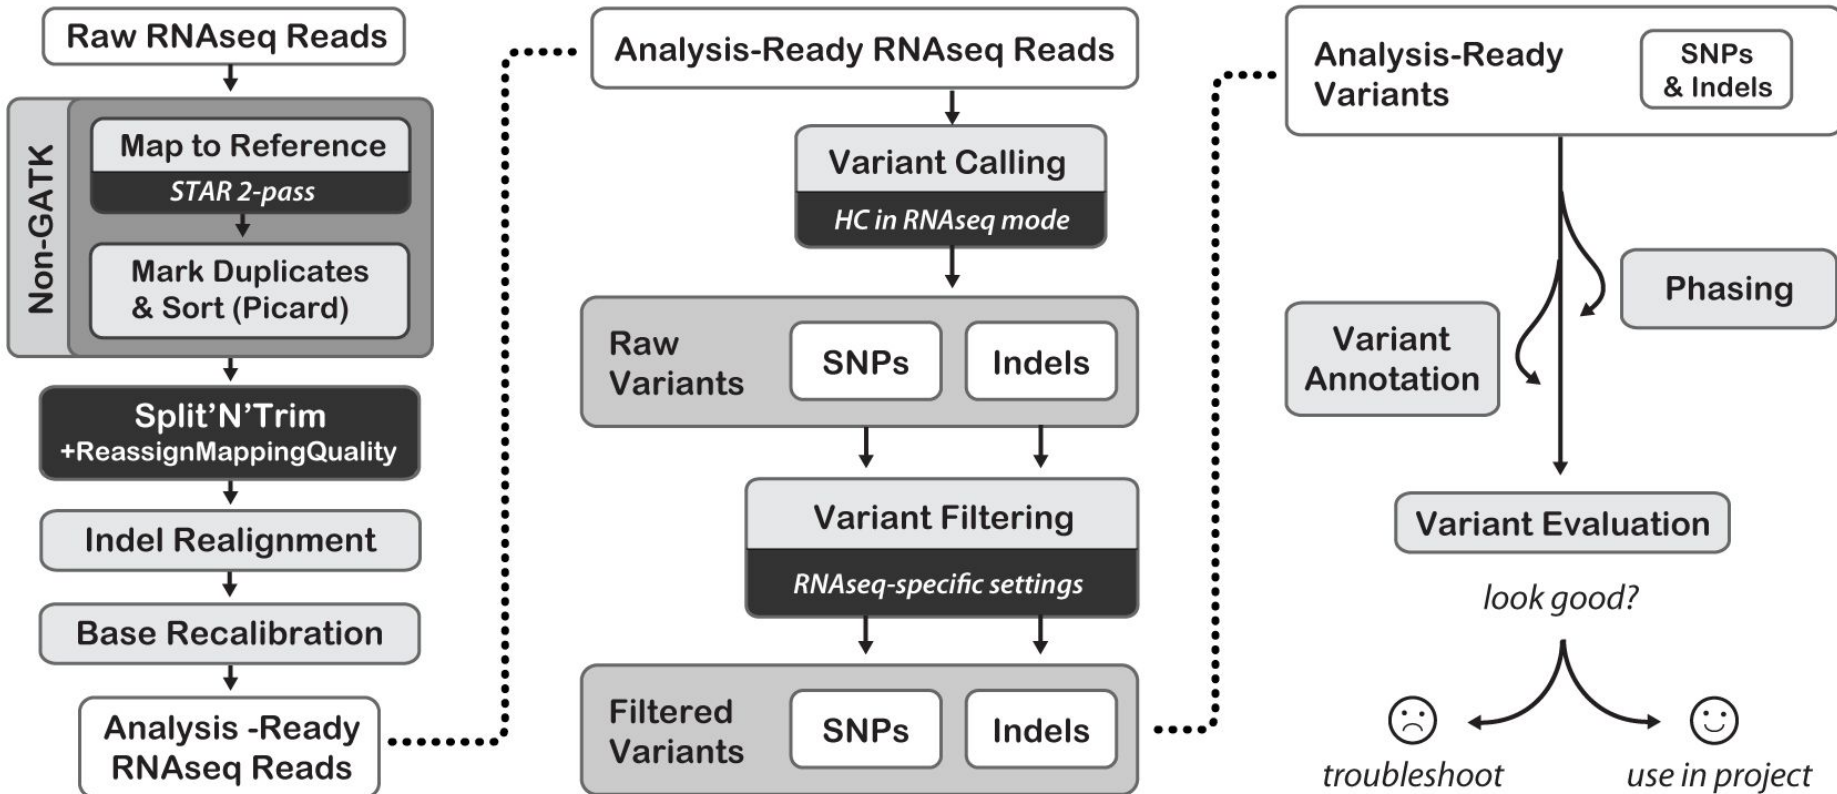 Raw RNAseq Reads
Non-GATK
Map to Reference
STAR 2-pass
Mark Duplicates
& Sort (Picard)
Split’N’Trim
+ReassignMappingQuality
Indel Realignment
Base Recalibration
Analysis -Ready
RNAseq Reads
Analysis-Ready RNAseq Reads
Variant Calling
HC in RNAseq mode
Raw
Variants
SNPs
Indels
Variant Filtering
RNAseq-specific settings
Filtered
Variants
SNPs
Indels
Analysis-Ready
Variants
SNPs
& Indels
Phasing
Variant
Annotation
Variant Evaluation
look good?
troubleshoot
use in project